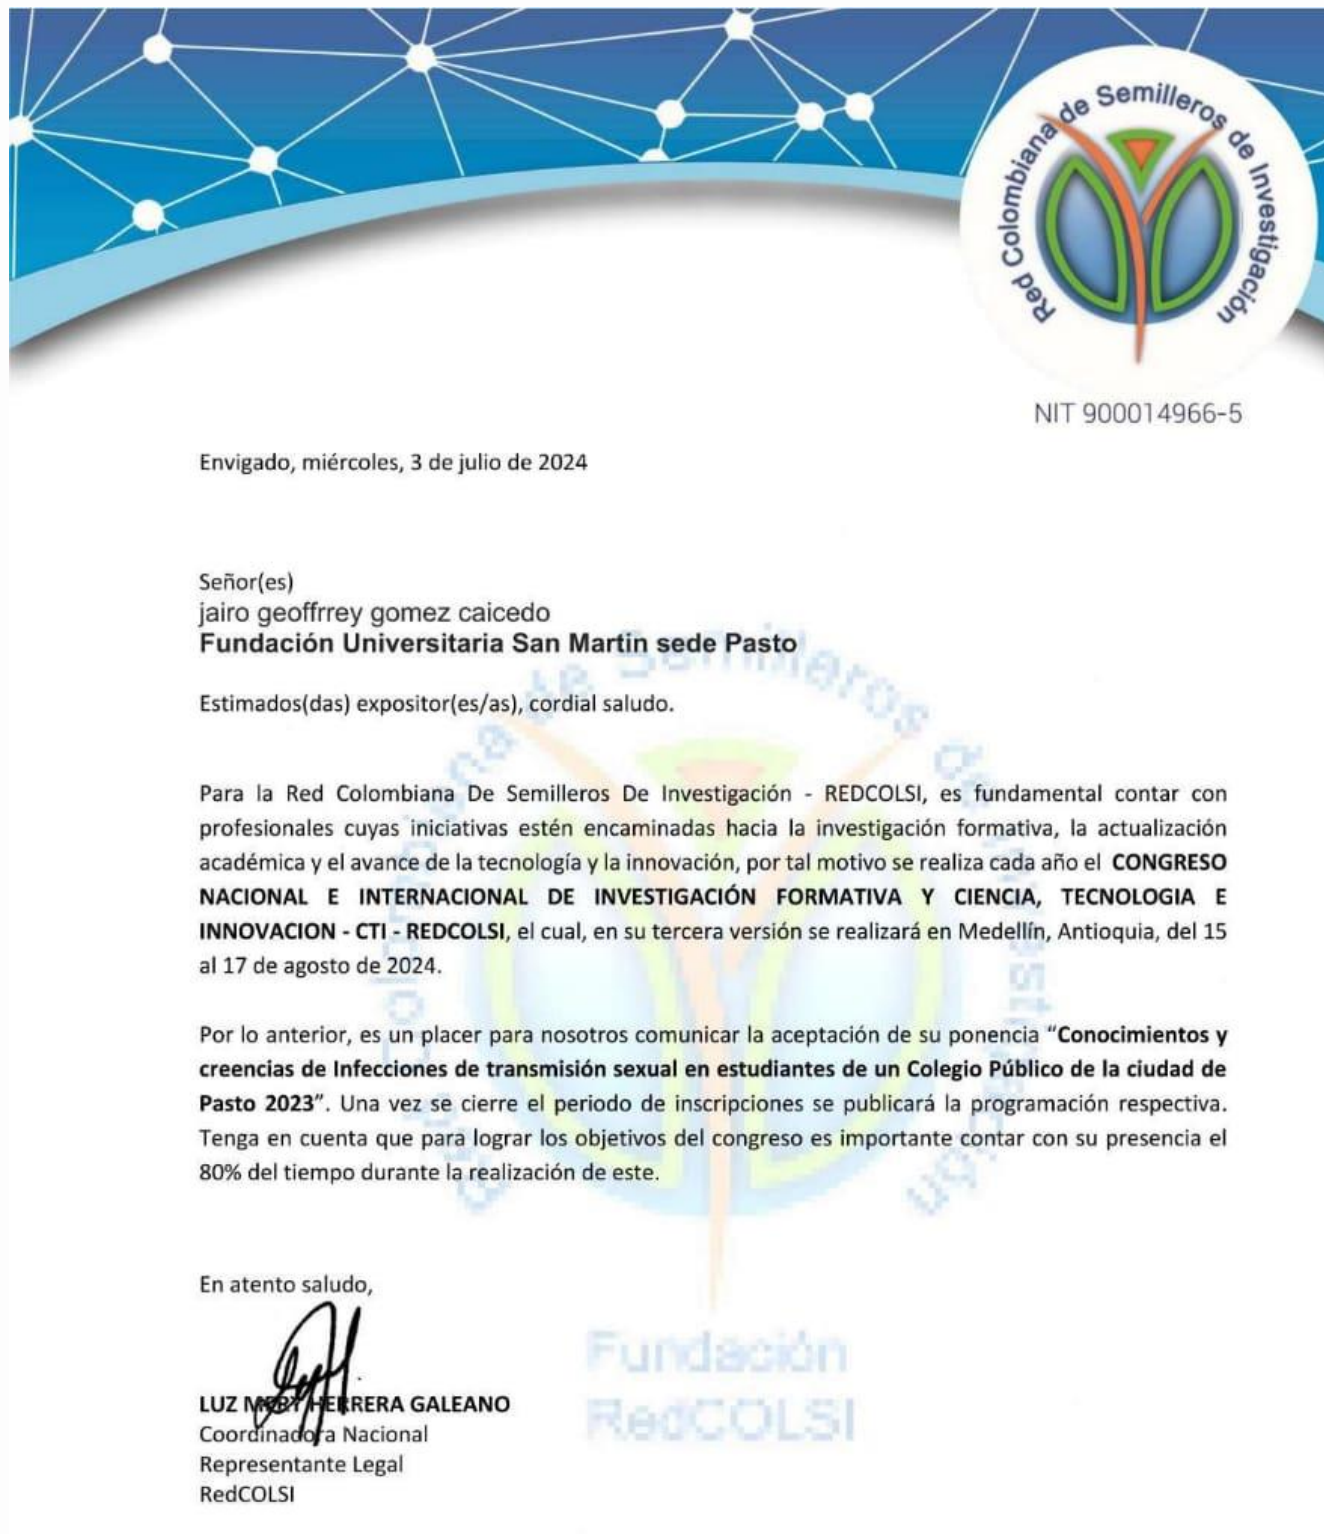 Red Colombiana de Semilleros de Investigación
NIT 900014966-5
Envigado, miércoles, 3 de julio de 2024
Señor(es)
jairo geoffrrey gomez caicedo
Fundación Universitaria San Martin sede Pasto
Estimados(das) expositor(es/as), cordial saludo.
Para la Red Colombiana De Semilleros De Investigación - REDCOLSI, es fundamental contar con
profesionales cuyas iniciativas estén encaminadas hacia la investigación formativa, la actualización
académica y el avance de la tecnología y la innovación, por tal motivo se realiza cada año el CONGRESO
NACIONAL E INTERNACIONAL DE INVESTIGACIÓN FORMATIVA Y CIENCIA, TECNOLOGIA E
INNOVACION - CTI - REDCOLSI, el cual, en su tercera versión se realizará en Medellín, Antioquia, del 15
al 17 de agosto de 2024.
Por lo anterior, es un placer para nosotros comunicar la aceptación de su ponencia “Conocimientos y
creencias de Infecciones de transmisión sexual en estudiantes de un Colegio Público de la ciudad de
Pasto 2023”. Una vez se cierre el periodo de inscripciones se publicará la programación respectiva.
Tenga en cuenta que para lograr los objetivos del congreso es importante contar con su presencia el
80% del tiempo durante la realización de este.
En atento saludo,
LUZ MERY HERRERA GALEANO
Coordinadora Nacional
Representante Legal
RedCOLSI
Red Colombiana de Semilleros de Investigación
Fundación
RedCOLSI